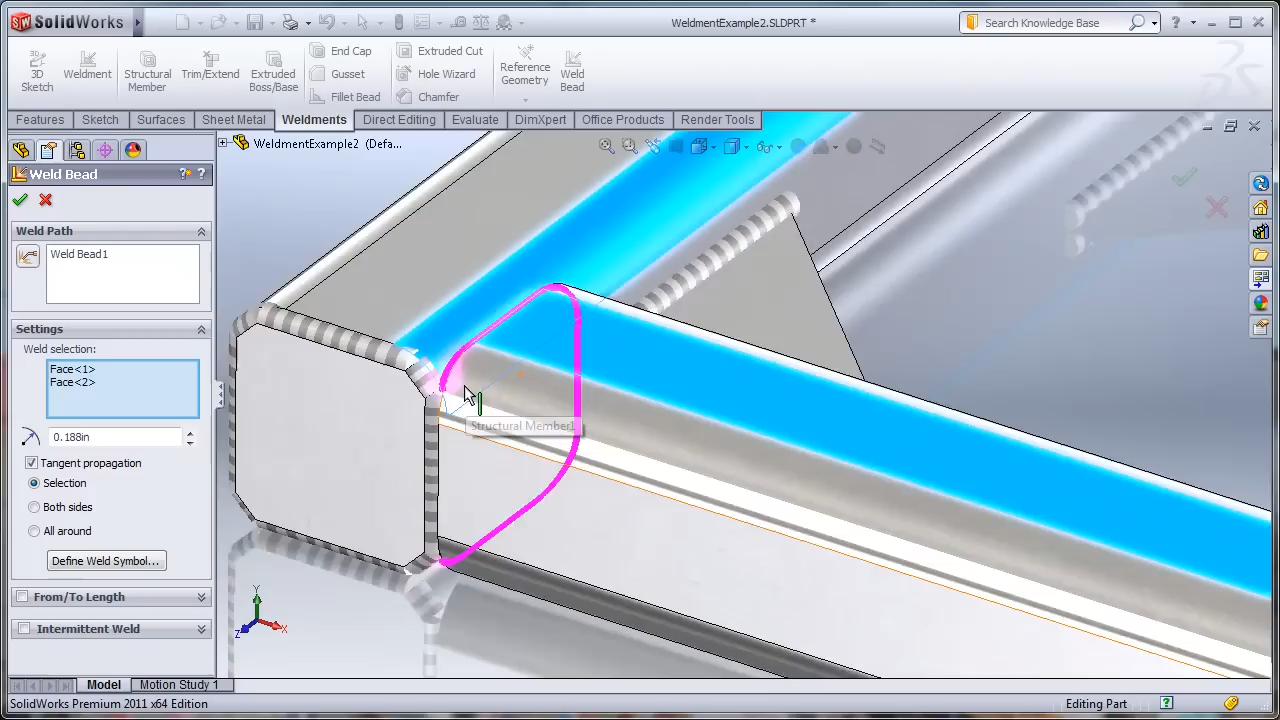 SolidWorks
WeldmentExample2.SLDPRT *
Search Knowledge Base
3D Sketch
Weldment
Structural Member
Trim/Extend
Extruded Boss/Base
End Cap
Gusset
Fillet Bead
Extruded Cut
Hole Wizard
Chamfer
Reference Geometry
Weld Bead
Features
Sketch
Surfaces
Sheet Metal
Weldments
Direct Editing
Evaluate
DimXpert
Office Products
Render Tools
WeldmentExample2 (Defa...
Weld Bead
Weld Path
Weld Bead1
Settings
Weld selection:
Face<1>
Face<2>
0.188in
Tangent propagation
Selection
Both sides
All around
Define Weld Symbol...
From/To Length
Intermittent Weld
Structural Member1
Y
X
Z
Model
Motion Study 1
SolidWorks Premium 2011 x64 Edition
Editing Part